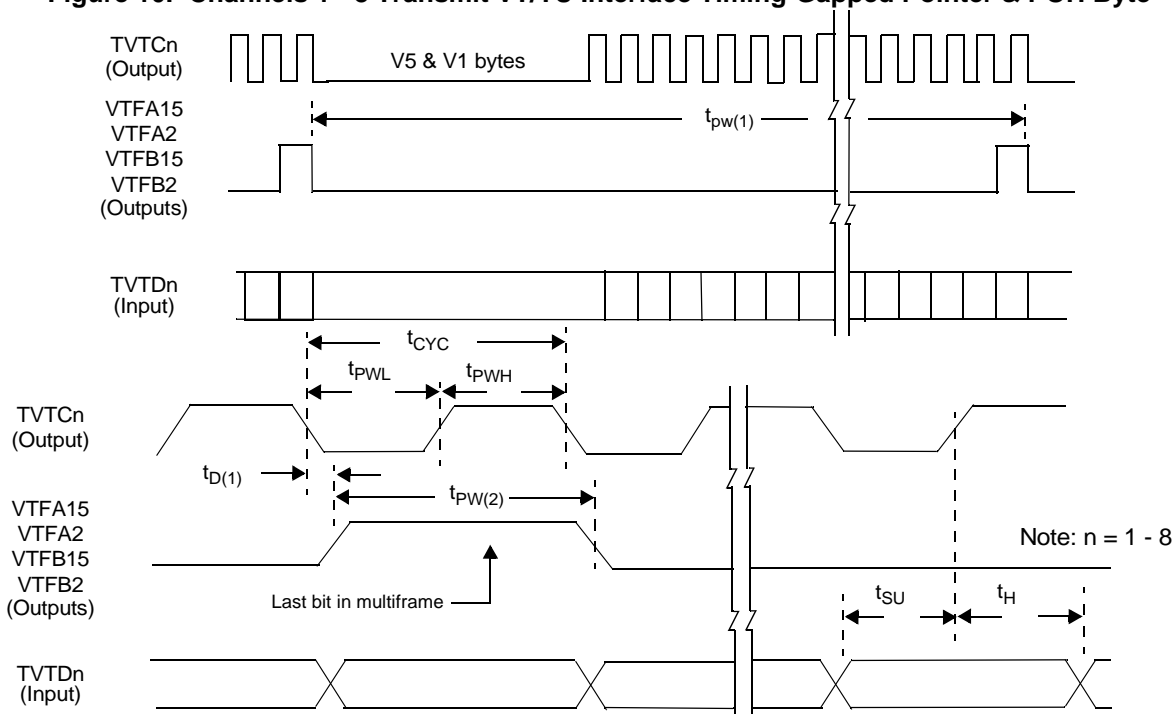 TVTCn
(Output)
V5 & V1 bytes
VTFA15
VTFA2
VTFB15
VTFB2
(Outputs)
tpw(1)
TVTDn
(Input)
tCYC
tPWL
tPWH
TVTCn
(Output)
tD(1)
tPW(2)
VTFA15
VTFA2
VTFB15
VTFB2
(Outputs)
Last bit in multiframe
Note: n = 1 - 8
tSU
tH
TVTDn
(Input)